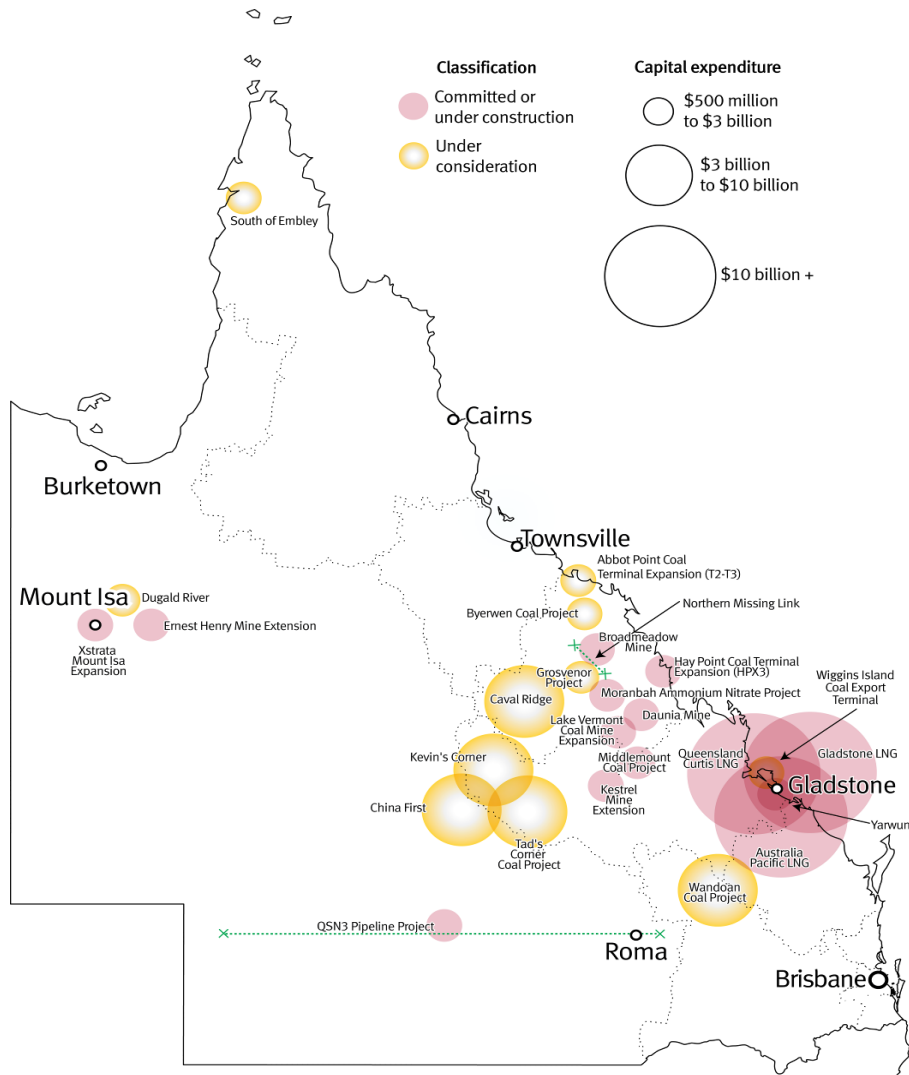 Classification
Committed or
under construction
Under
consideration
Capital expenditure
$500 million
to $3 billion
$3 billion
to $10 billion
$10 billion +
South of Embley
Cairns
Burketown
Townsville
Abbot Point Coal
Terminal Expansion (T2-T3)
Mount Isa
Dugald River
Ernest Henry Mine Extension
Xstrata
Mount Isa
Expansion
Byerwen Coal Project
Northern Missing Link
Broadmeadow
Mine
Grosvenor
Project
Hay Point Coal Terminal
Expansion (HPX3)
Wiggins Island
Coal Export
Terminal
Moranbah Ammonium Nitrate Project
Caval Ridge
Daunia Mine
Lake Vermont
Coal Mine
Expansion
Queensland
Curtis LNG
Gladstone LNG
Kevin's Corner
Middlemount
Coal Project
Gladstone
Kestrel
Mine
Extension
China First
Yarwun
Tad's
Corner
Coal Project
Australia
Pacific LNG
Wandoan
Coal Project
QSN3 Pipeline Project
Roma
Brisbane